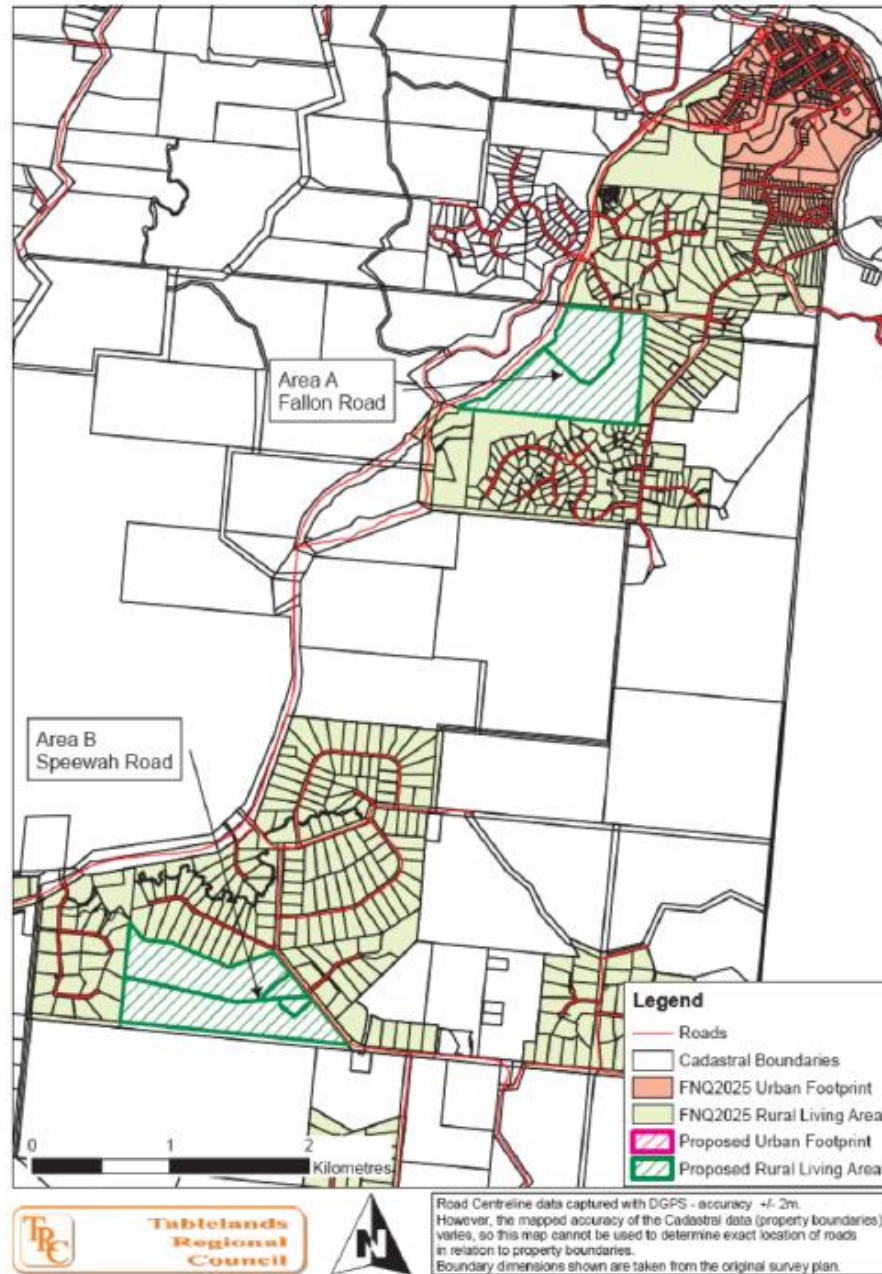 Area A
Fallon Road
Area B
Speewah Road
Legend
Roads
Cadastral Boundaries
FNQ2025 Urban Footprint
FNQ2025 Rural Living Area
Proposed Urban Footprint
Proposed Rural Living Area
0 1 2
Kilometres
TRC
Tablelands
Regional
Council
N
Road Centreline data captured with DGPS - accuracy +/- 2m.
However, the mapped accuracy of the Cadastral data (property boundaries)
varies, so this map cannot be used to determine exact location of roads
in relation to property boundaries.
Boundary dimensions shown are taken from the original survey plan.